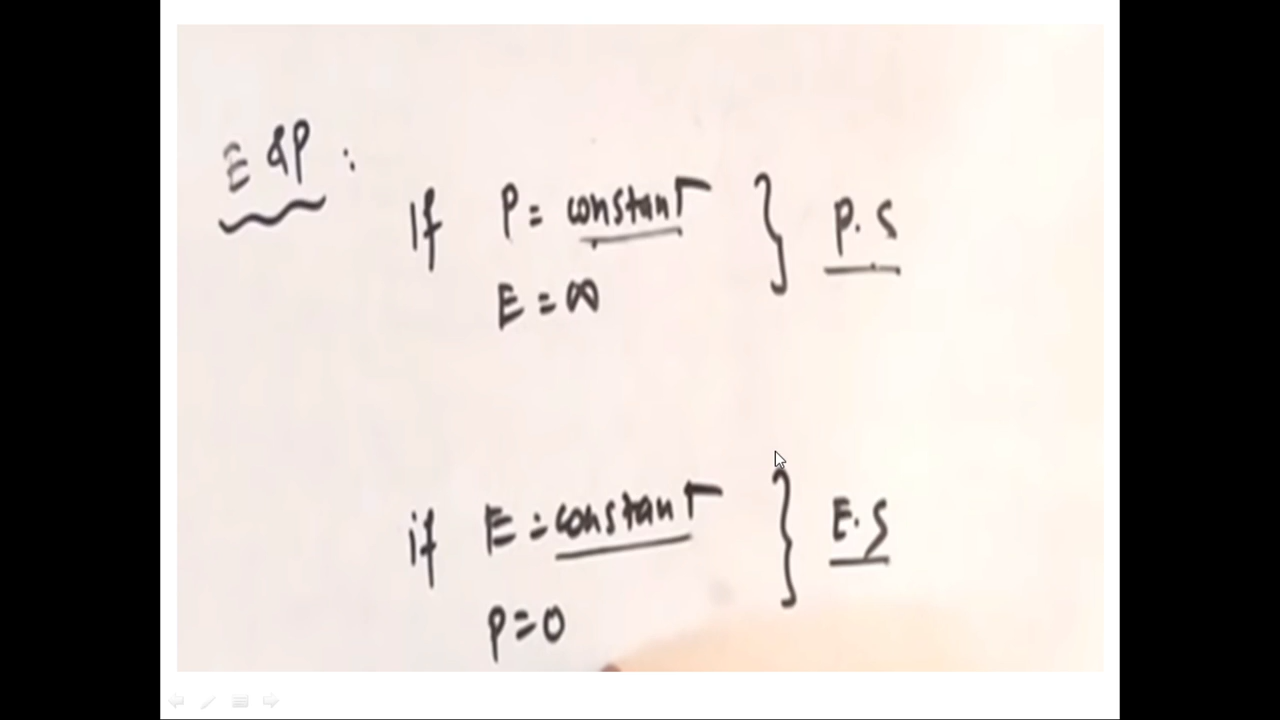 E &P :
If P = constant } P.S
E = ∞
if E = constant } E.S
P = 0